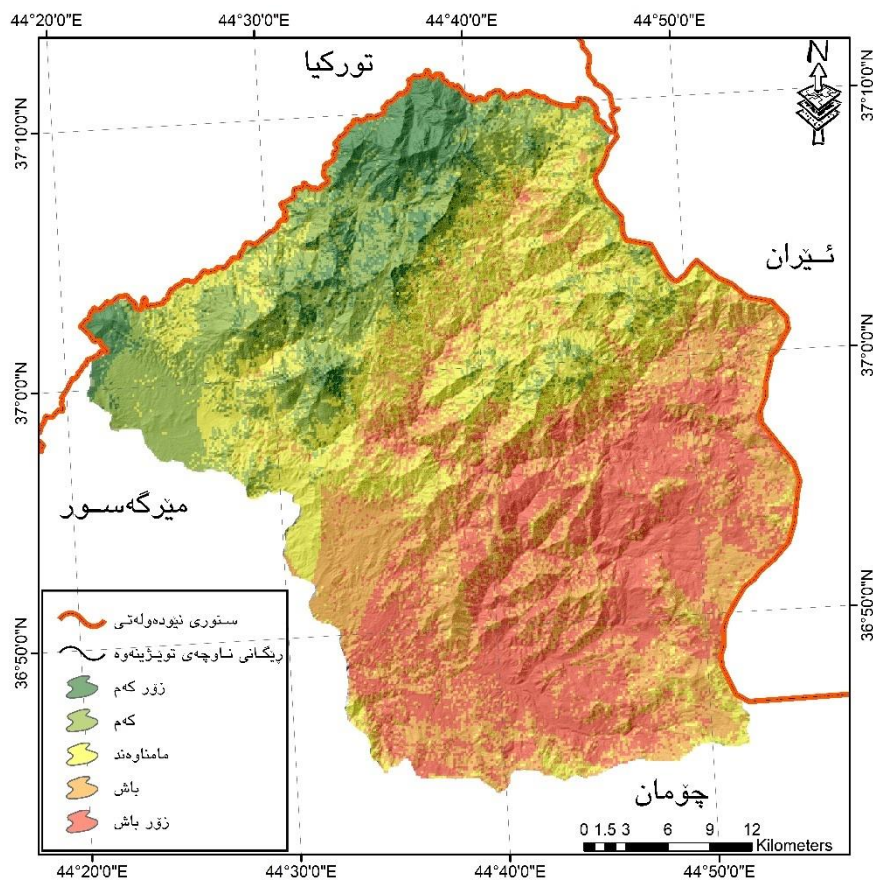 44°20'0"E 44°30'0"E 44°40'0"E 44°50'0"E
تورکیا
N
37°10'0"N
37°10'0"N
ئـێران
37°0'0"N
37°0'0"N
مێرگەسـور
36°50'0"N
36°50'0"N
سنوری نێودەوڵەتی
ڕێگانی ناوچەی توێـژینەوە
زۆر کەم
کەم
مامناوەند
باش
زۆر باش
چۆمان
0 1.5 3 6 9 12
Kilometers
44°20'0"E 44°30'0"E 44°40'0"E 44°50'0"E